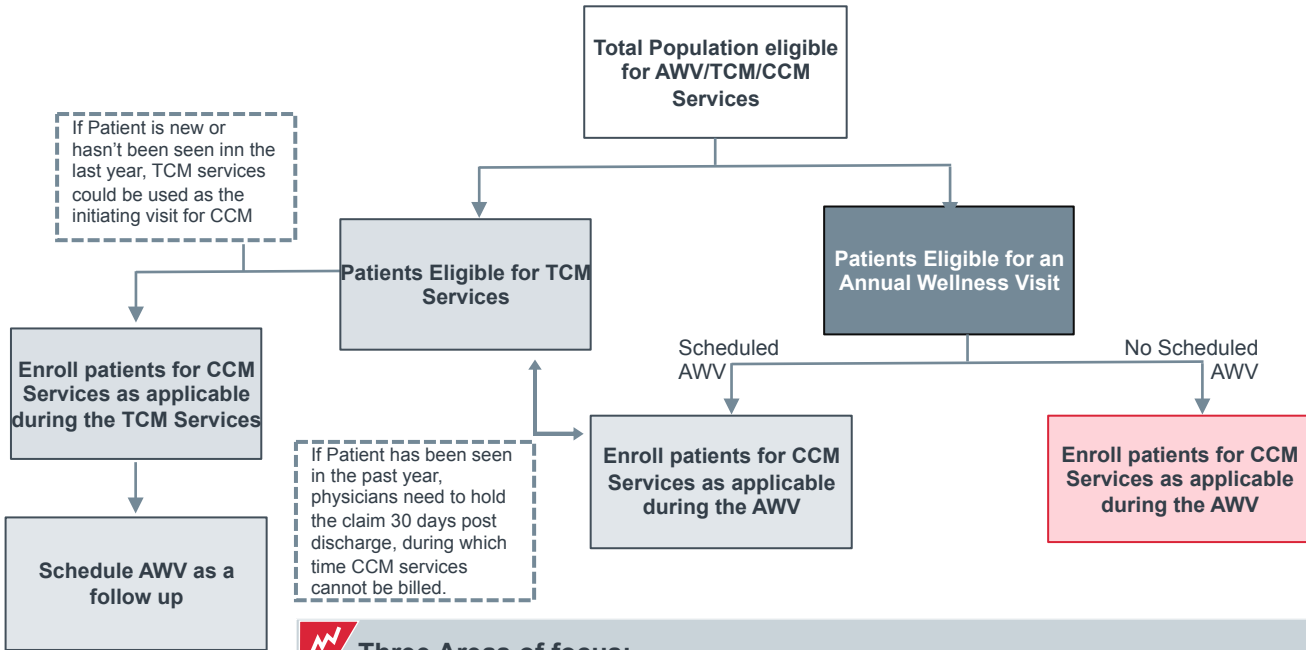 Total Population eligible
for AWV/TCM/CCM
Services
If Patient is new or
hasn't been seen inn the
last year, TCM services
could be used as the
initiating visit for CCM
Patients Eligible for TCM
Services
Patients Eligible for an
Annual Wellness Visit
Enroll patients for CCM
Services as applicable
during the TCM Services
Scheduled
AWV
No Scheduled
AWV
If Patient has been seen
in the past year,
physicians need to hold
the claim 30 days post
discharge, during which
time CCM services
cannot be billed.
Enroll patients for CCM
Services as applicable
during the AWV
Enroll patients for CCM
Services as applicable
during the AWV
Schedule AWV as a
follow up
Three Areas of focus: